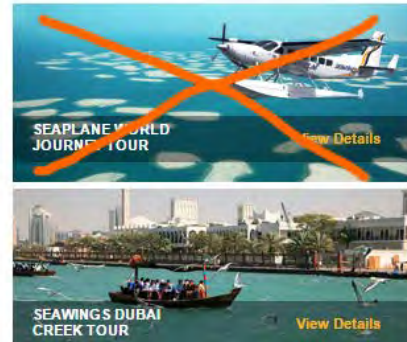 SEAPLANE WORLD
JOURNEY TOUR
View Details
SEAWINGS DUBAI
CREEK TOUR
View Details